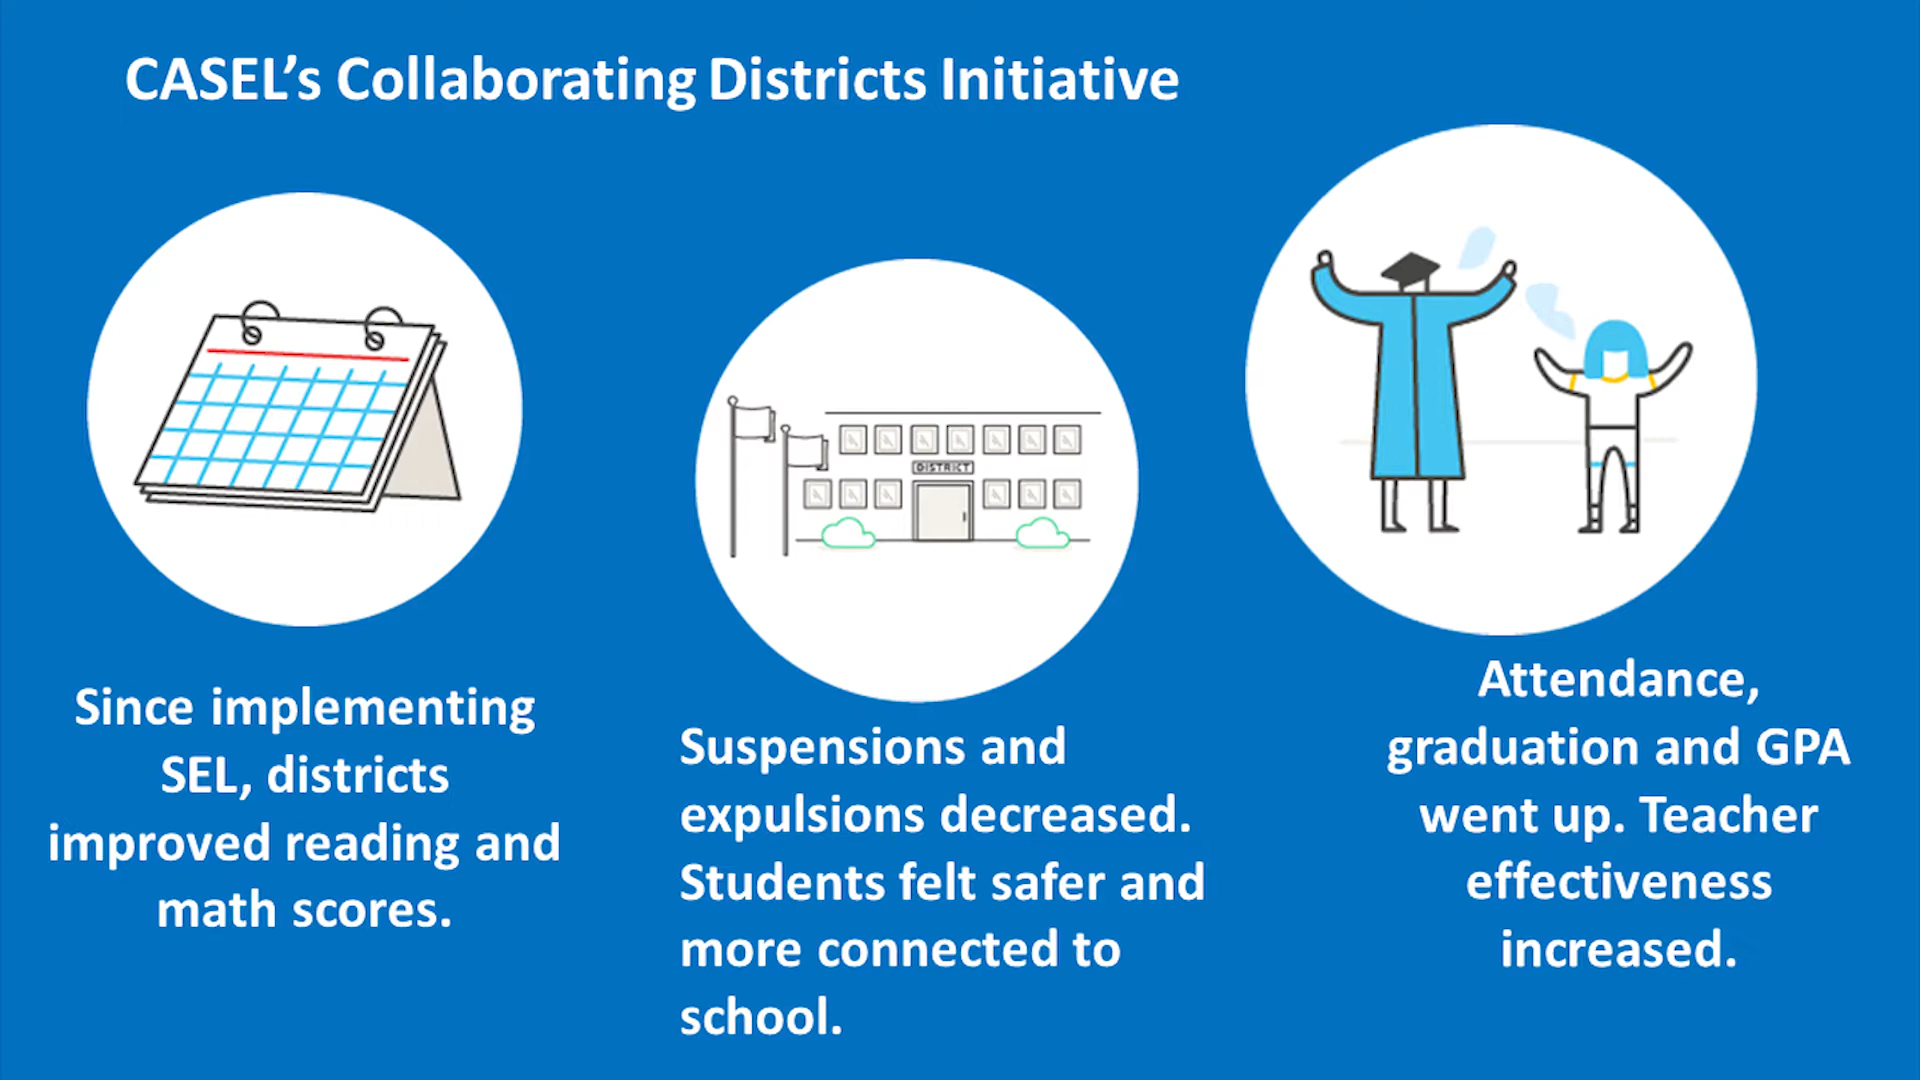 CASEL’s Collaborating Districts Initiative
Since implementing
SEL, districts
improved reading and
math scores.
DISTRICT
Suspensions and
expulsions decreased.
Students felt safer and
more connected to
school.
Attendance,
graduation and GPA
went up. Teacher
effectiveness
increased.